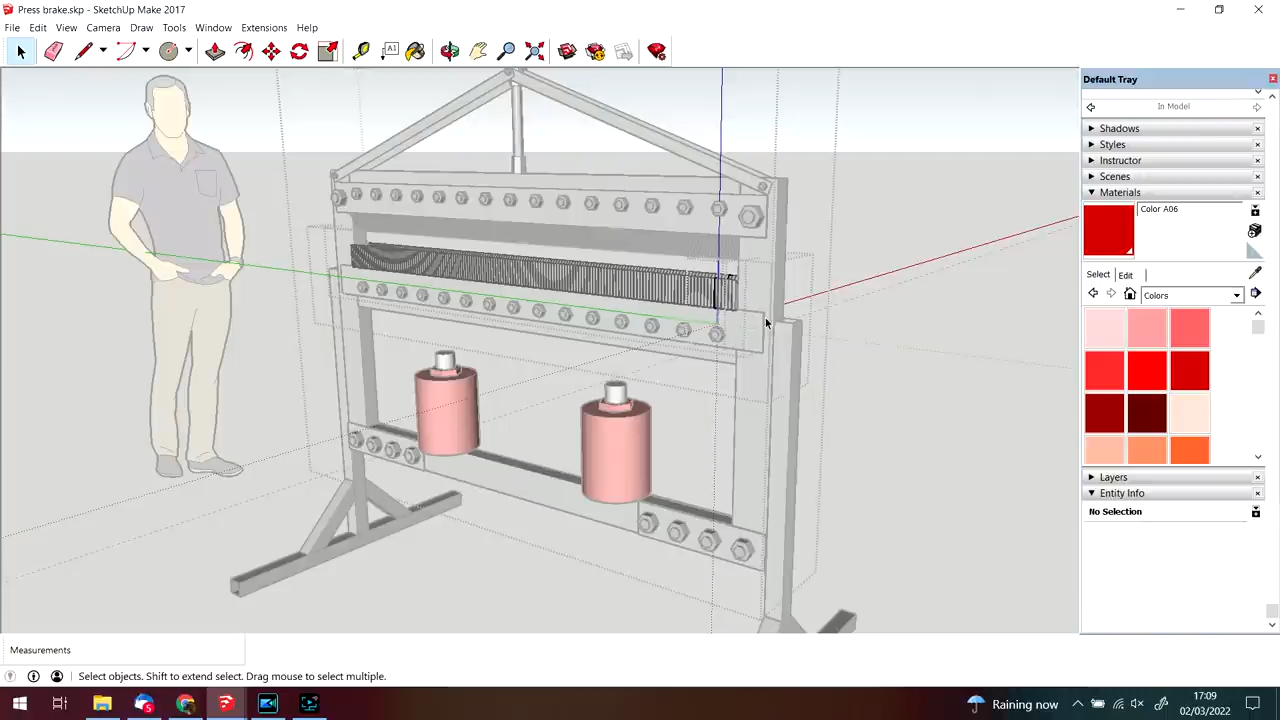 Press brake.skp - SketchUp Make 2017
File Edit View Camera Draw Tools Window Extensions Help
A1
Default Tray
In Model
Shadows
Styles
Instructor
Scenes
Materials
Color A06
Select Edit
Colors
Layers
Entity Info
No Selection
Measurements
Select objects. Shift to extend select. Drag mouse to select multiple.
Raining now
17:09
02/03/2022